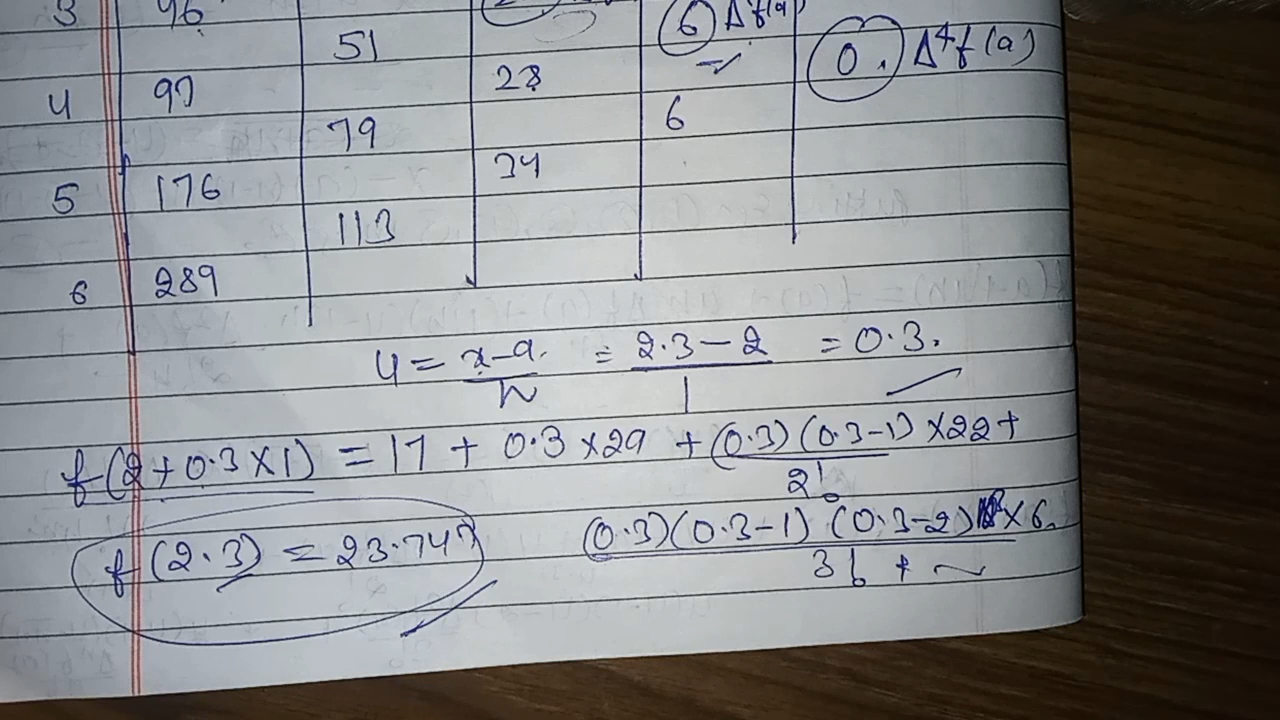 3 46
51 6 Δ³f(a)
4 97 28 0. Δ⁴f(a)
79 6
5 176 34
113
6 289
u = x-a / h = 2.3-2 / 1 = 0.3.
f(2+0.3×1) = 17 + 0.3×29 + (0.3)(0.3-1)/2! ×22+
(0.3)(0.3-1)(0.3-2)×6 / 3! + ~
f(2.3) = 23.747